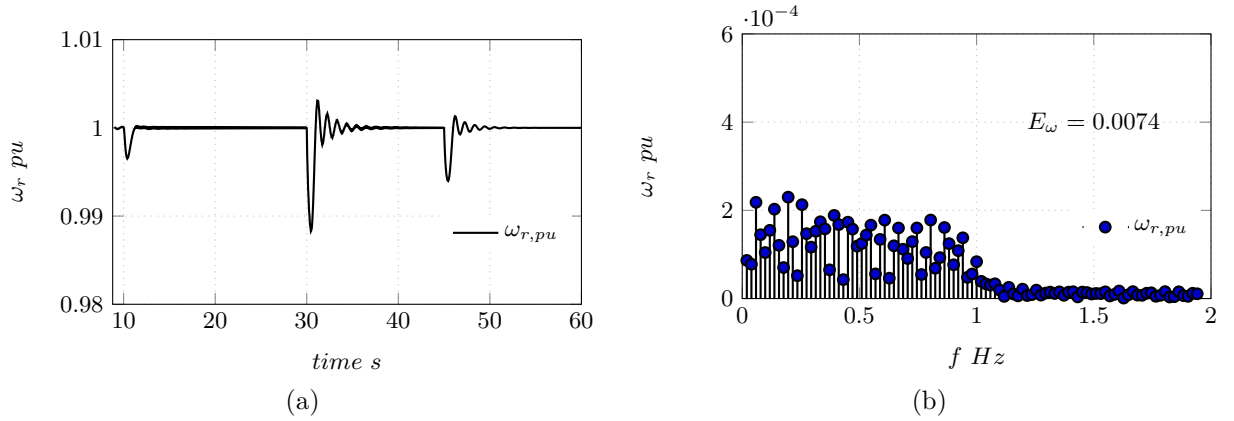 1.01
1
0.99
0.98
10 20 30 40 50 60
ω_r pu
time s
ω_{r,pu}
(a)
·10^{−4}
6
4
2
0
0 0.5 1 1.5 2
ω_r pu
f Hz
E_ω = 0.0074
ω_{r,pu}
(b)